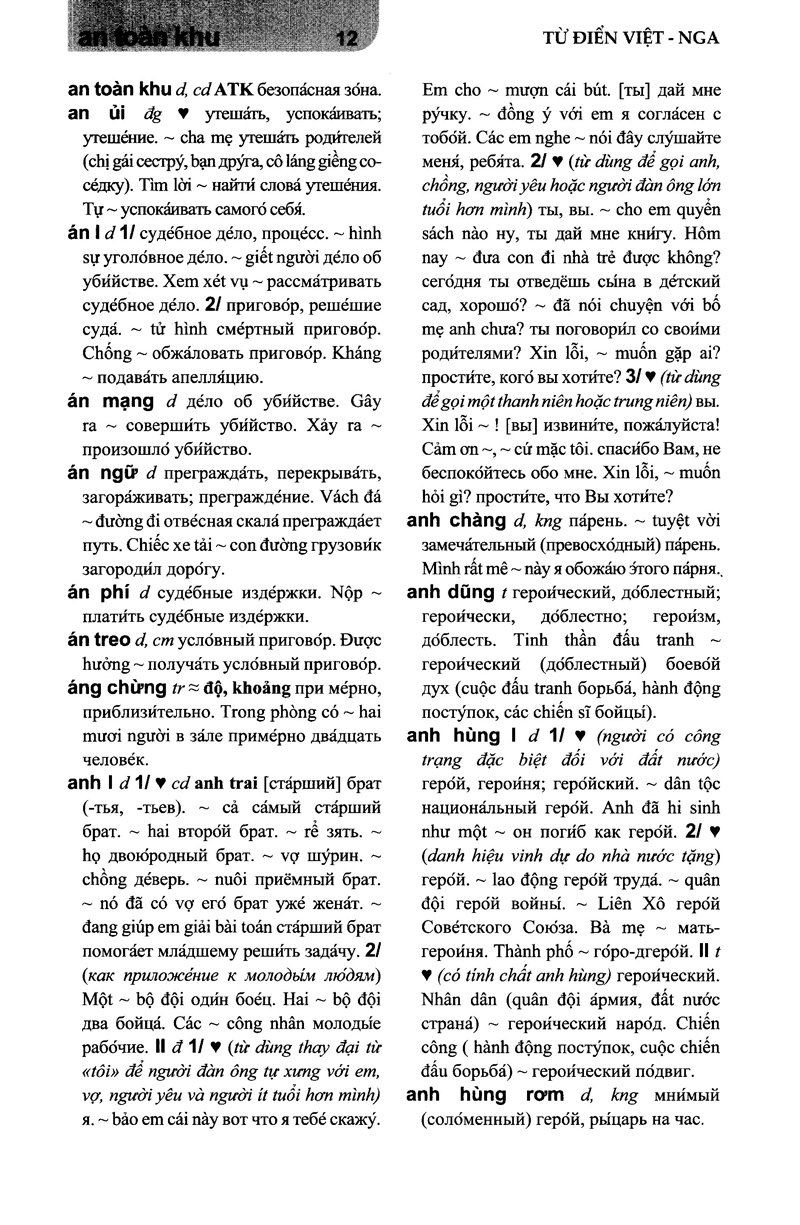 an toàn khu 12 TỪ ĐIỂN VIỆT - NGA
an toàn khu d, cd ATK безопа́сная зо́на.
an ủi đg ♥ утеша́ть, успока́ивать;
утеше́ние. ~ cha mẹ утеша́ть роди́телей
(chị gái сестру́, bạn дру́га, cô láng giềng со-
се́дку). Tìm lời ~ найти́ слова́ утеше́ния.
Tự ~ успока́ивать самого́ себя́.
án I d 1/ суде́бное де́ло, проце́сс. ~ hình
sự уголо́вное де́ло. ~ giết người де́ло об
уби́йстве. Xem xét vụ ~ рассма́тривать
суде́бное де́ло. 2/ пригово́р, реше́шие
суда́. ~ tử hình сме́ртный пригово́р.
Chống ~ обжа́ловать пригово́р. Kháng
~ подава́ть апелля́цию.
án mạng d де́ло об уби́йстве. Gây
ra ~ соверши́ть уби́йство. Xảy ra ~
произошло́ уби́йство.
án ngữ d прегражда́ть, перекрыва́ть,
загора́живать; прегражде́ние. Vách đá
~ đường đi отве́сная скала́ прегражда́ет
путь. Chiếc xe tải ~ con đường грузови́к
загороди́л доро́гу.
án phí d суде́бные изде́ржки. Nộp ~
плати́ть суде́бные изде́ржки.
án treo d, cm усло́вный пригово́р. Được
hưởng ~ получа́ть усло́вный пригово́р.
áng chừng tr ≈ độ, khoảng при ме́рно,
приблизи́тельно. Trong phòng có ~ hai
mươi người в за́ле приме́рно два́дцать
челове́к.
anh I d 1/ ♥ cd anh trai [ста́рший] брат
(-тья, -тьев). ~ cả са́мый ста́рший
брат. ~ hai второ́й брат. ~ rể зять. ~
họ двою́родный брат. ~ vợ шу́рин. ~
chồng де́верь. ~ nuôi приёмный брат.
~ nó đã có vợ его́ брат уже́ жена́т. ~
đang giúp em giải bài toán ста́рший брат
помога́ет мла́дшему реши́ть зада́чу. 2/
(как приложе́ние к молоды́м лю́дям)
Một ~ bộ đội оди́н бое́ц. Hai ~ bộ đội
два бойца́. Các ~ công nhân молоды́е
рабо́чие. II đ 1/ ♥ (từ dùng thay đại từ
«tôi» để người đàn ông tự xưng với em,
vợ, người yêu và người ít tuổi hơn mình)
я. ~ bảo em cái này вот что я тебе́ скажу́.
Em cho ~ mượn cái bút. [ты] дай мне
ру́чку. ~ đồng ý với em я согла́сен с
тобо́й. Các em nghe ~ nói đây слу́шайте
меня́, ребя́та. 2/ ♥ (từ dùng để gọi anh,
chồng, người yêu hoặc người đàn ông lớn
tuổi hơn mình) ты, вы. ~ cho em quyển
sách nào ну, ты дай мне кни́гу. Hôm
nay ~ đưa con đi nhà trẻ được không?
сего́дня ты отведёшь сы́на в де́тский
сад, хорошо́? ~ đã nói chuyện với bố
mẹ anh chưa? ты поговори́л со свои́ми
роди́телями? Xin lỗi, ~ muốn gặp ai?
прости́те, кого́ вы хоти́те? 3/ ♥ (từ dùng
để gọi một thanh niên hoặc trung niên) вы.
Xin lỗi ~ ! [вы] извини́те, пожа́луйста!
Cảm ơn ~, ~ cứ mặc tôi. спаси́бо Вам, не
беспоко́йтесь обо мне. Xin lỗi, ~ muốn
hỏi gì? прости́те, что Вы хоти́те?
anh chàng d, kng па́рень. ~ tuyệt vời
замеча́тельный (превосхо́дный) па́рень.
Mình rất mê ~ này я обожа́ю э́того па́рня.
anh dũng t герои́ческий, до́блестный;
герои́чески, до́блестно; герои́зм,
до́блесть. Tinh thần đấu tranh ~
герои́ческий (до́блестный) боево́й
дух (cuộc đấu tranh борьба́, hành động
посту́пок, các chiến sĩ бойцы́).
anh hùng I d 1/ ♥ (người có công
trạng đặc biệt đối với đất nước)
геро́й, герои́ня; геро́йский. ~ dân tộc
национа́льный геро́й. Anh đã hi sinh
như một ~ он поги́б как геро́й. 2/ ♥
(danh hiệu vinh dự do nhà nước tặng)
геро́й. ~ lao động геро́й труда́. ~ quân
đội геро́й войны́. ~ Liên Xô геро́й
Сове́тского Сою́за. Bà mẹ ~ мать-
герои́ня. Thành phố ~ го́ро-дгеро́й. II t
♥ (có tính chất anh hùng) герои́ческий.
Nhân dân (quân đội а́рмия, đất nước
страна́) ~ герои́ческий наро́д. Chiến
công ( hành động посту́пок, cuộc chiến
đấu борьба́) ~ герои́ческий по́двиг.
anh hùng rơm d, kng мни́мый
(соло́менный) геро́й, ры́царь на час.